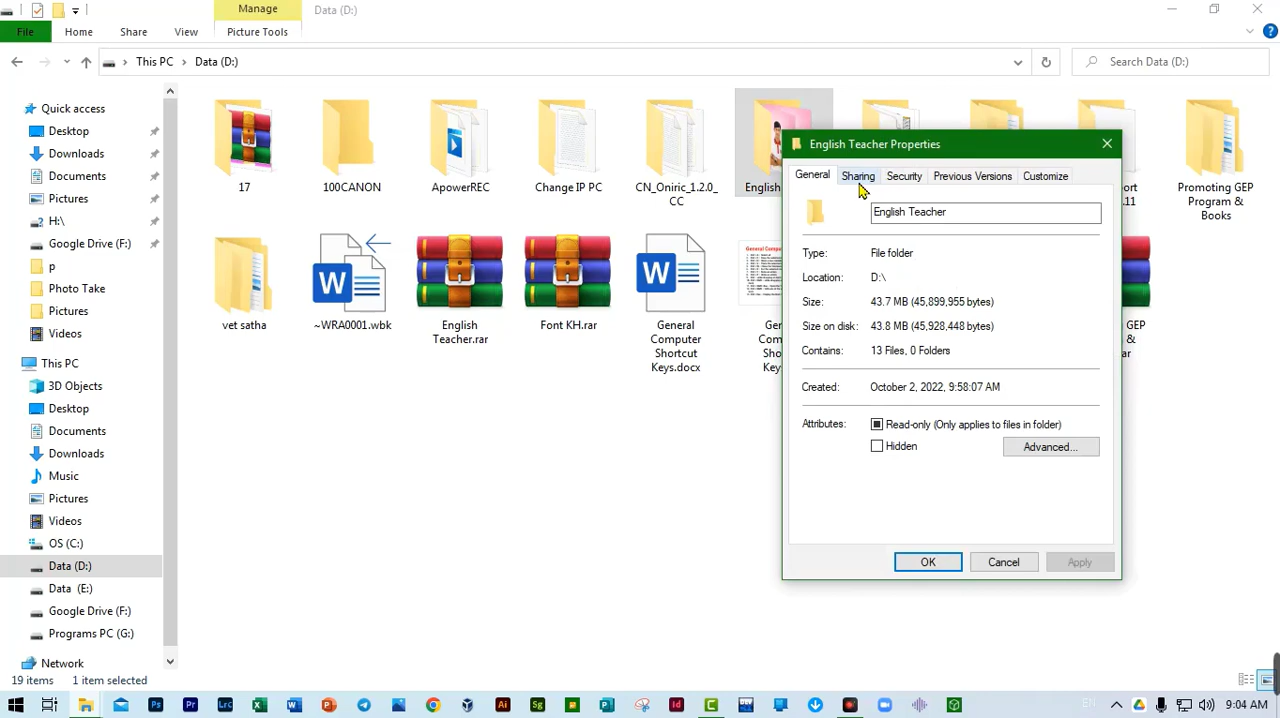 Manage
Data (D:)
File
Home
Share
View
Picture Tools
This PC
Data (D:)
Search Data (D:)
Quick access
Desktop
Downloads
Documents
Pictures
H:\
Google Drive (F:)
p
Photo Take
Pictures
Videos
This PC
3D Objects
Desktop
Documents
Downloads
Music
Pictures
Videos
OS (C:)
Data (D:)
Data (E:)
Google Drive (F:)
Programs PC (G:)
Network
17
100CANON
ApowerREC
Change IP PC
CN_Oniric_1.2.0_
CC
English
Promoting GEP
Program &
Books
vet satha
~WRA0001.wbk
English
Teacher.rar
Font KH.rar
General
Computer
Shortcut
Keys.docx
English Teacher Properties
General
Sharing
Security
Previous Versions
Customize
English Teacher
Type:
File folder
Location:
D:\
Size:
43.7 MB (45,899,955 bytes)
Size on disk:
43.8 MB (45,928,448 bytes)
Contains:
13 Files, 0 Folders
Created:
October 2, 2022, 9:58:07 AM
Attributes:
Read-only (Only applies to files in folder)
Hidden
Advanced...
OK
Cancel
Apply
19 items
1 item selected
9:04 AM